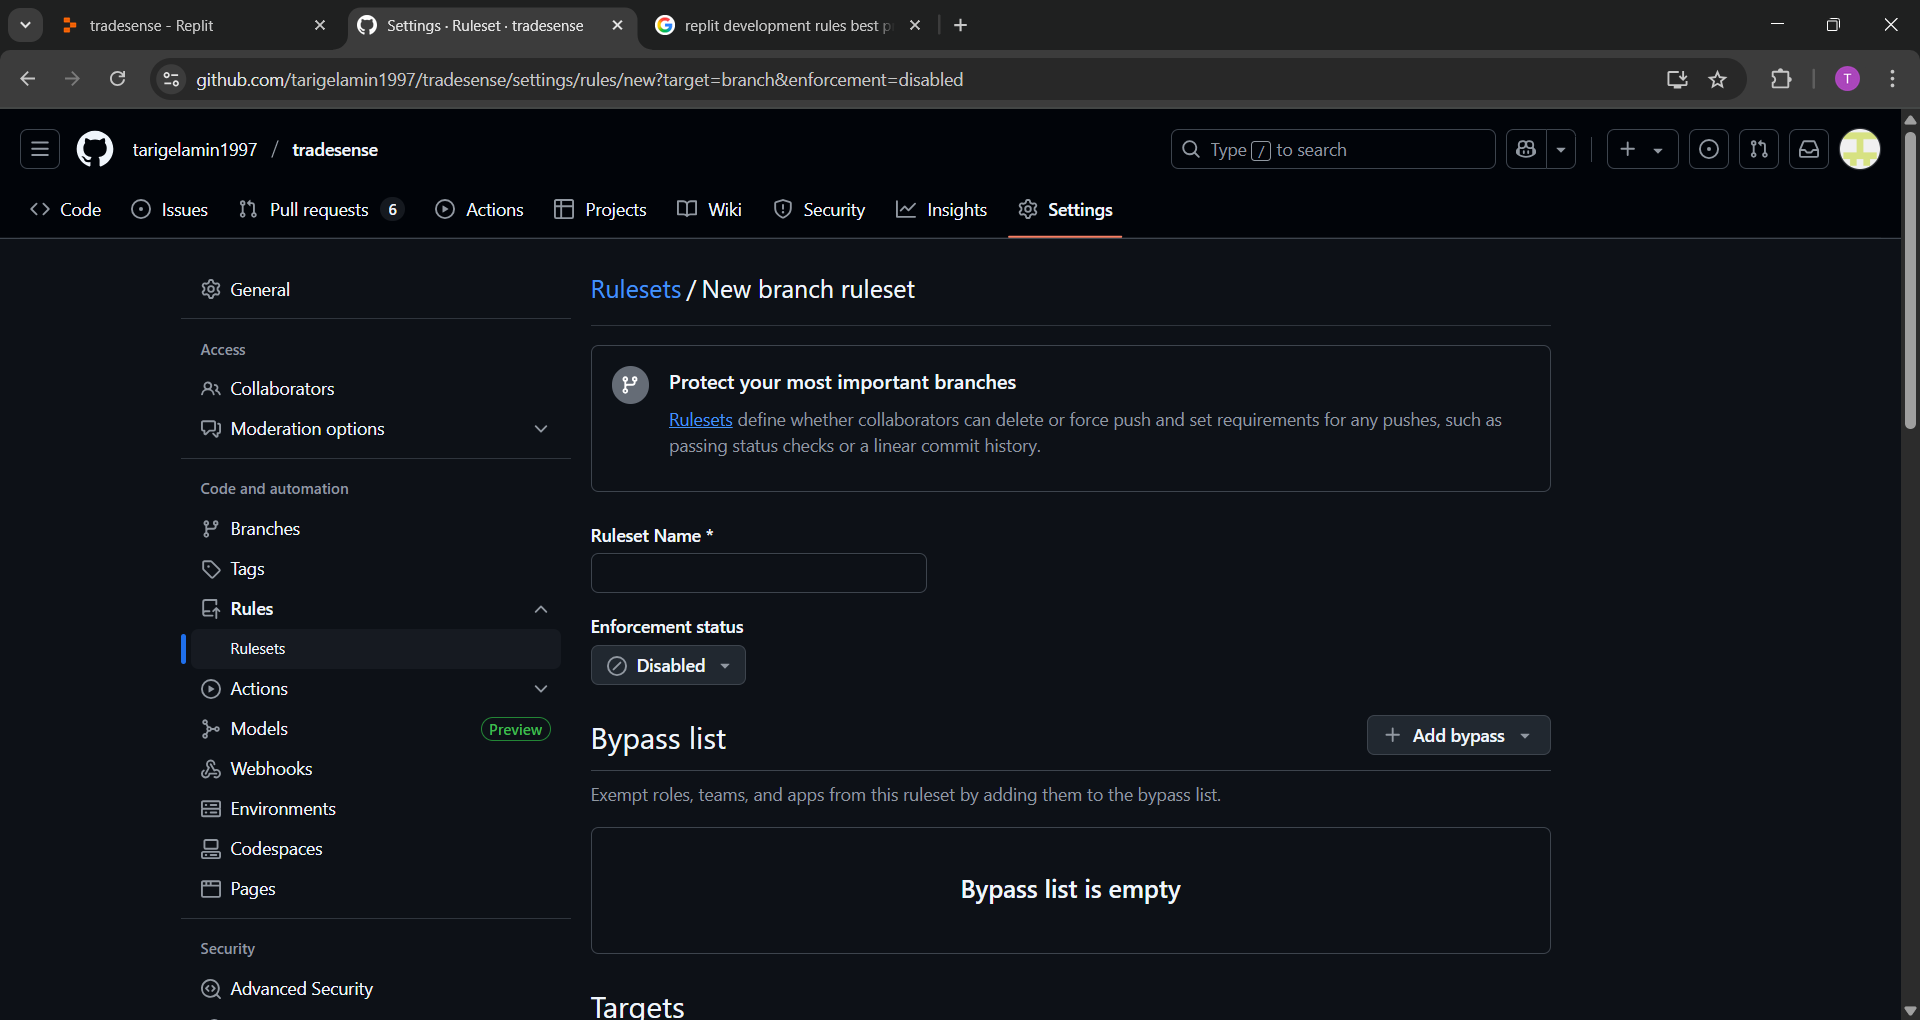 tradesense - Replit
Settings · Ruleset · tradesense
replit development rules best p
github.com/tarigelamin1997/tradesense/settings/rules/new?target=branch&enforcement=disabled
T
tarigelamin1997 / tradesense
Type / to search
Code
Issues
Pull requests 6
Actions
Projects
Wiki
Security
Insights
Settings
General
Access
Collaborators
Moderation options
Code and automation
Branches
Tags
Rules
Rulesets
Actions
Models Preview
Webhooks
Environments
Codespaces
Pages
Security
Advanced Security
Rulesets / New branch ruleset
Protect your most important branches
Rulesets define whether collaborators can delete or force push and set requirements for any pushes, such as
passing status checks or a linear commit history.
Ruleset Name *
Enforcement status
Disabled
Bypass list
Add bypass
Exempt roles, teams, and apps from this ruleset by adding them to the bypass list.
Bypass list is empty
Targets